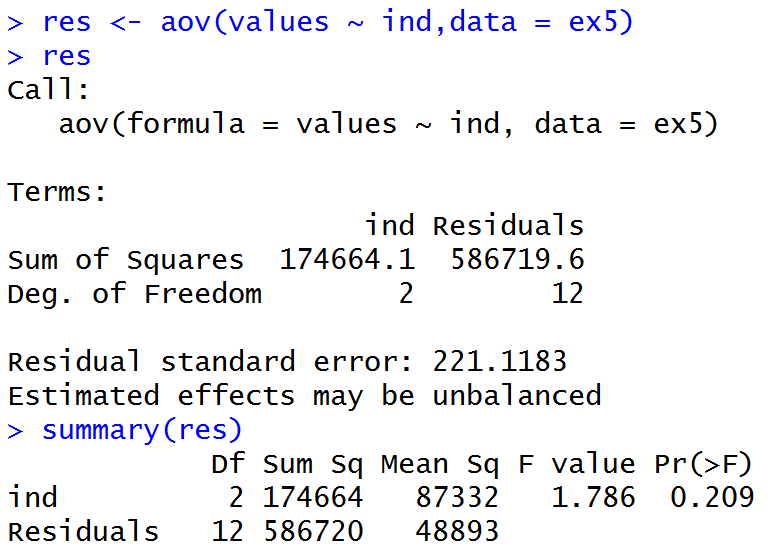 > res <- aov(values ~ ind,data = ex5)
> res
Call:
   aov(formula = values ~ ind, data = ex5)

Terms:
                     ind Residuals
Sum of Squares  174664.1  586719.6
Deg. of Freedom        2        12

Residual standard error: 221.1183
Estimated effects may be unbalanced
> summary(res)
            Df Sum Sq Mean Sq F value Pr(>F)
ind          2 174664   87332   1.786  0.209
Residuals   12 586720   48893